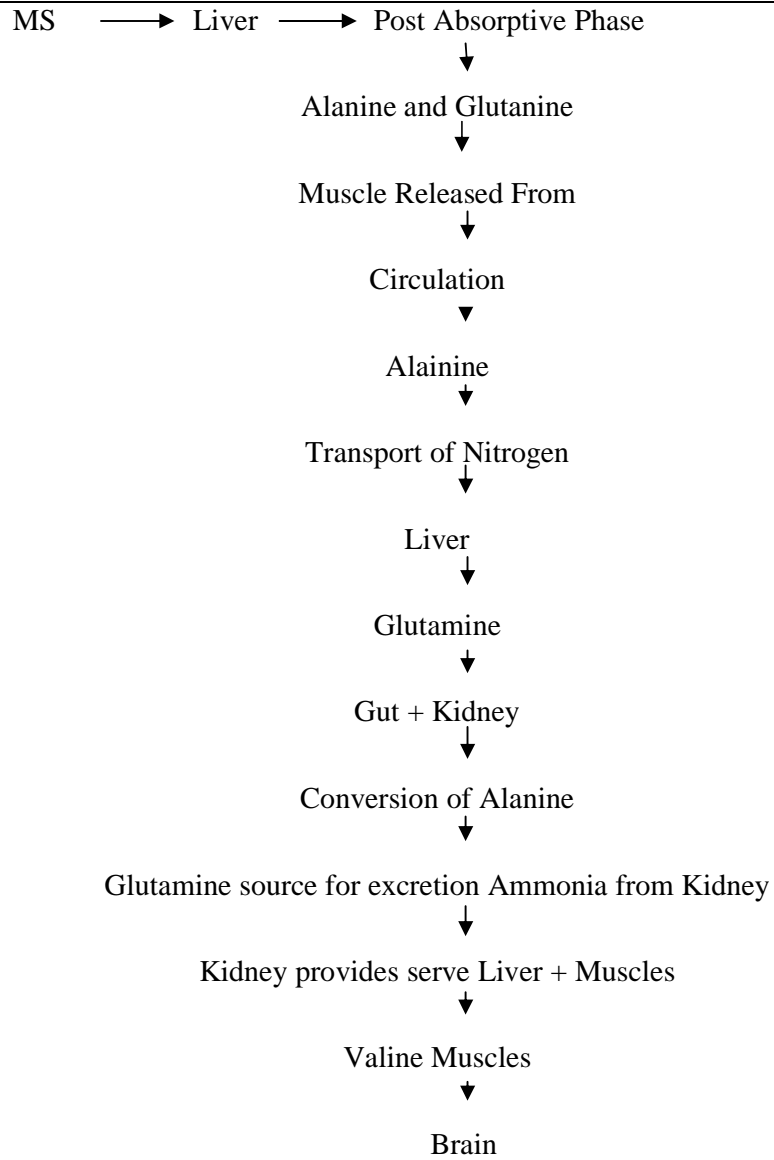 MS Liver Post Absorptive Phase
Alanine and Glutanine
Muscle Released From
Circulation
Alainine
Transport of Nitrogen
Liver
Glutamine
Gut + Kidney
Conversion of Alanine
Glutamine source for excretion Ammonia from Kidney
Kidney provides serve Liver + Muscles
Valine Muscles
Brain